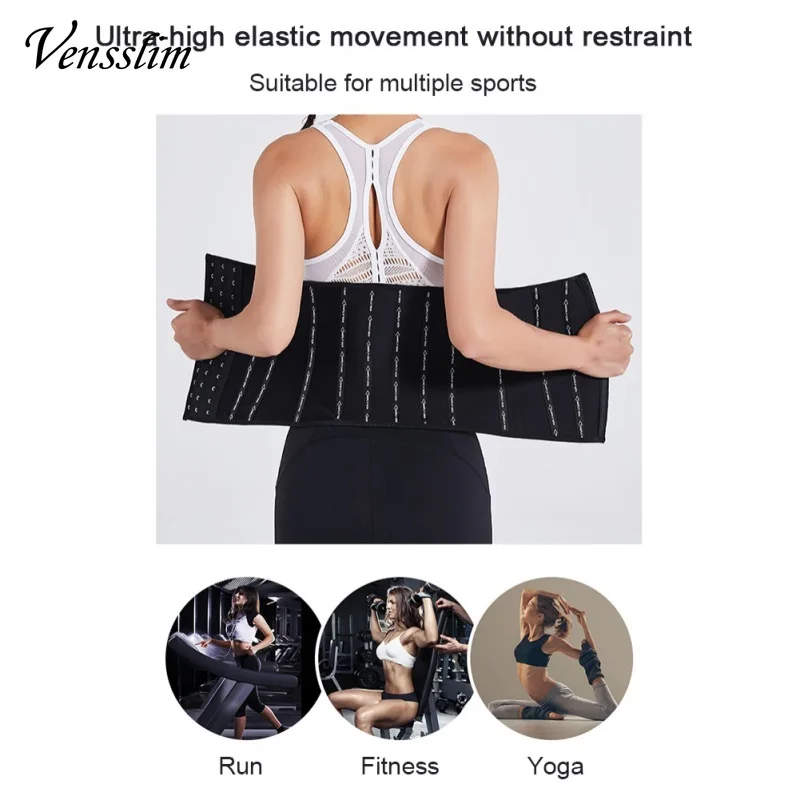 Ultra-high elastic movement without restraint
Vensslim
Suitable for multiple sports
Run
Fitness
Yoga